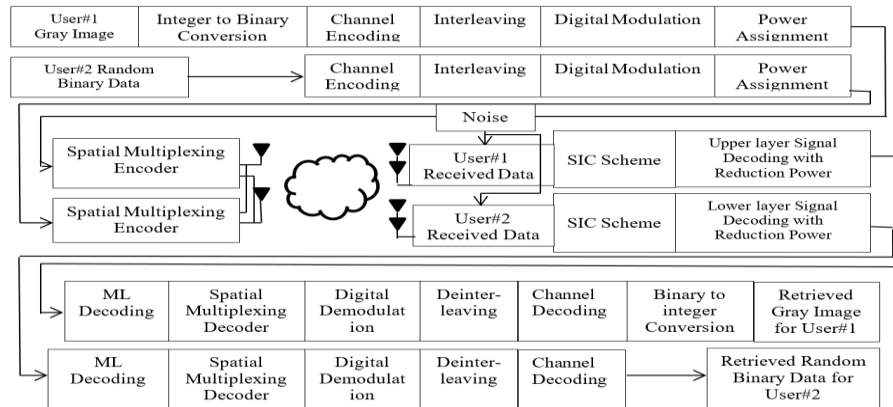 User#1
Gray Image
Integer to Binary
Conversion
Channel
Encoding
Interleaving
Digital Modulation
Power
Assignment
User#2 Random
Binary Data
Channel
Encoding
Interleaving
Digital Modulation
Power
Assignment
Noise
Spatial Multiplexing
Encoder
User#1
Received Data
SIC Scheme
Upper layer Signal
Decoding with
Reduction Power
Spatial Multiplexing
Encoder
User#2
Received Data
SIC Scheme
Lower layer Signal
Decoding with
Reduction Power
ML
Decoding
Spatial
Multiplexing
Decoder
Digital
Demodulat
ion
Deinter-
leaving
Channel
Decoding
Binary to
integer
Conversion
Retrieved
Gray Image
for User#1
ML
Decoding
Spatial
Multiplexing
Decoder
Digital
Demodulat
ion
Deinter-
leaving
Channel
Decoding
Retrieved Random
Binary Data for
User#2